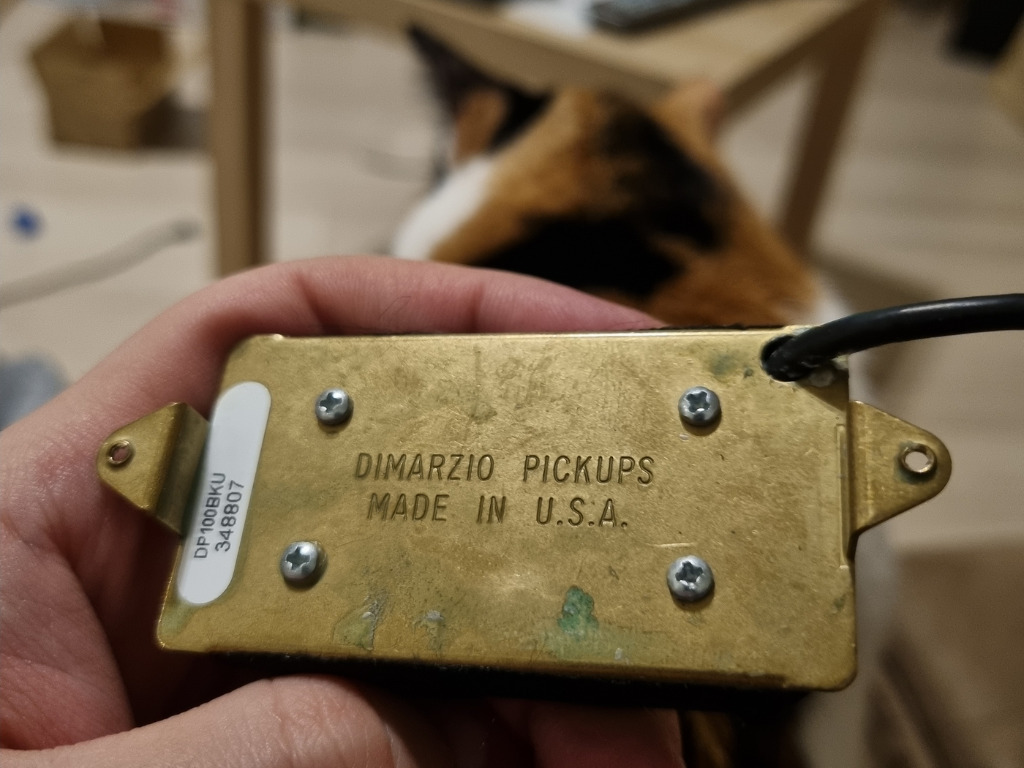 DIMARZIO PICKUPS
MADE IN U.S.A.
DP100BKU
348807